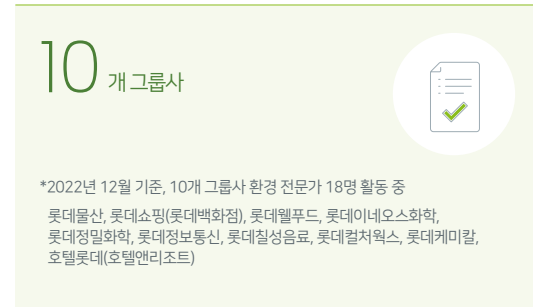 10개 그룹사
*2022년 12월 기준, 10개 그룹사 환경 전문가 18명 활동 중
롯데물산, 롯데쇼핑(롯데백화점), 롯데웰푸드, 롯데이네오스화학,
롯데정밀화학, 롯데정보통신, 롯데칠성음료, 롯데컬처웍스, 롯데케미칼,
호텔롯데(호텔앤리조트)